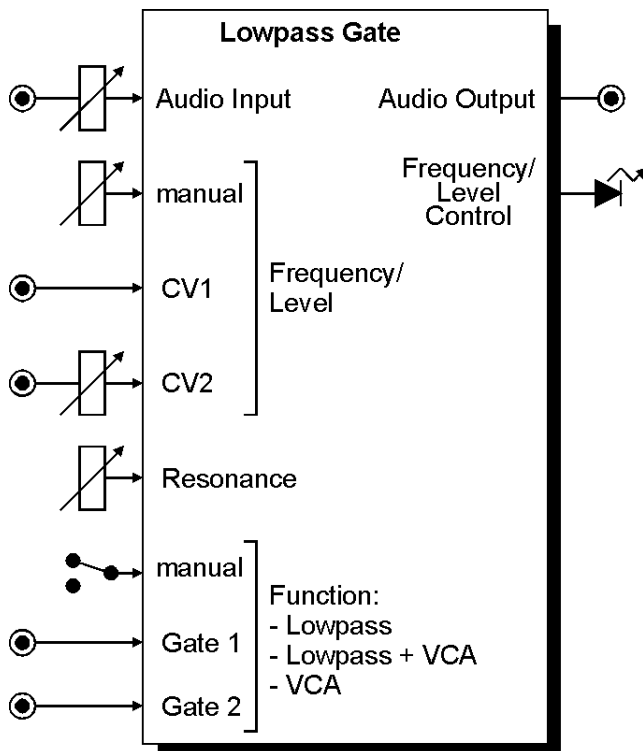 Lowpass Gate
Audio Input
Audio Output
manual
CV1
CV2
Frequency/
Level
Frequency/
Level
Control
Resonance
manual
Gate 1
Gate 2
Function:
- Lowpass
- Lowpass + VCA
- VCA